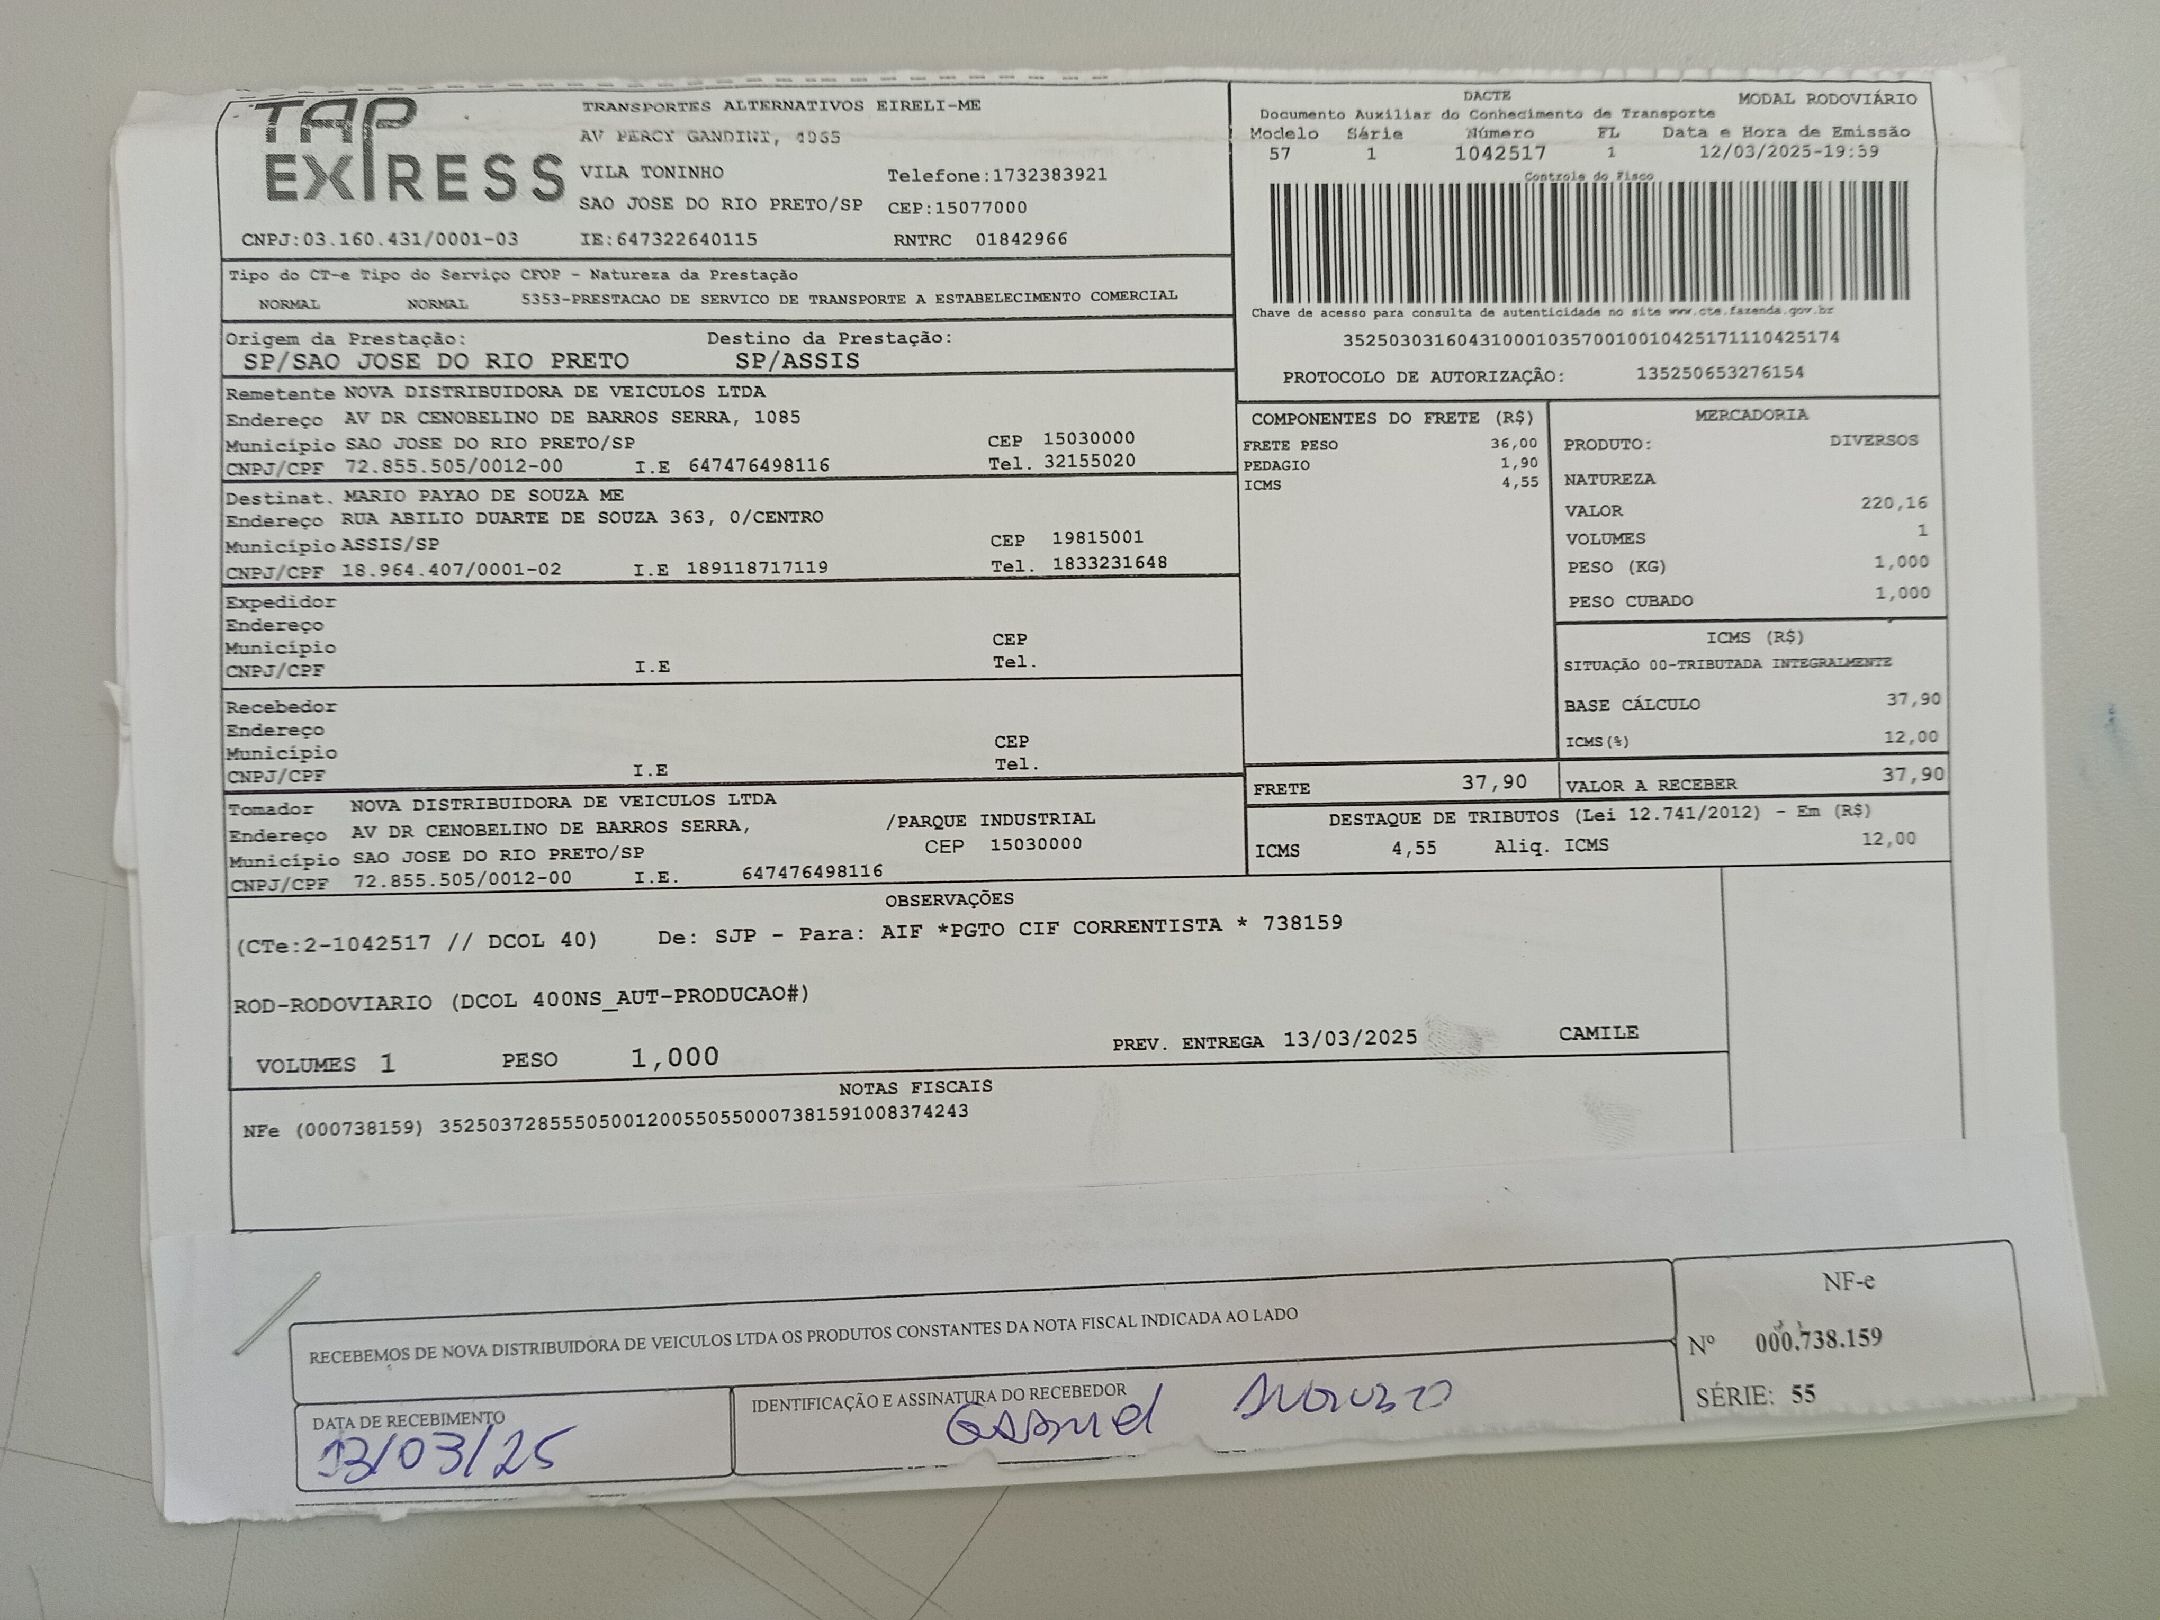 TAP
EXPRESS
TRANSPORTES ALTERNATIVOS EIRELI-ME
AV PERCY GANDINI, 4955
VILA TONINHO Telefone:1732383921
SAO JOSE DO RIO PRETO/SP CEP:15077000
CNPJ:03.160.431/0001-03 IE:647322640115 RNTRC 01842966
DACTE MODAL RODOVIÁRIO
Documento Auxiliar do Conhecimento de Transporte
Modelo Série Número FL Data e Hora de Emissão
57 1 1042517 1 12/03/2025-19:39
Controle do Fisco
Chave de acesso para consulta de autenticidade no site www.cte.fazenda.gov.br
35250303160431000103570010010425171110425174
PROTOCOLO DE AUTORIZAÇÃO: 135250653276154
Tipo do CT-e Tipo do Serviço CFOP - Natureza da Prestação
NORMAL NORMAL 5353-PRESTACAO DE SERVICO DE TRANSPORTE A ESTABELECIMENTO COMERCIAL
Origem da Prestação: Destino da Prestação:
SP/SAO JOSE DO RIO PRETO SP/ASSIS
Remetente NOVA DISTRIBUIDORA DE VEICULOS LTDA
Endereço AV DR CENOBELINO DE BARROS SERRA, 1085
Município SAO JOSE DO RIO PRETO/SP CEP 15030000
CNPJ/CPF 72.855.505/0012-00 I.E 647476498116 Tel. 32155020
Destinat. MARIO PAYAO DE SOUZA ME
Endereço RUA ABILIO DUARTE DE SOUZA 363, 0/CENTRO
Município ASSIS/SP CEP 19815001
CNPJ/CPF 18.964.407/0001-02 I.E 189118717119 Tel. 1833231648
Expedidor
Endereço
Município CEP
CNPJ/CPF I.E Tel.
Recebedor
Endereço
Município CEP
CNPJ/CPF I.E Tel.
Tomador NOVA DISTRIBUIDORA DE VEICULOS LTDA
Endereço AV DR CENOBELINO DE BARROS SERRA, /PARQUE INDUSTRIAL
Município SAO JOSE DO RIO PRETO/SP CEP 15030000
CNPJ/CPF 72.855.505/0012-00 I.E. 647476498116
COMPONENTES DO FRETE (R$)
FRETE PESO 36,00
PEDAGIO 1,90
ICMS 4,55
MERCADORIA
PRODUTO: DIVERSOS
NATUREZA
VALOR 220,16
VOLUMES 1
PESO (KG) 1,000
PESO CUBADO 1,000
ICMS (R$)
SITUAÇÃO 00-TRIBUTADA INTEGRALMENTE
BASE CÁLCULO 37,90
ICMS(%) 12,00
FRETE 37,90 VALOR A RECEBER 37,90
DESTAQUE DE TRIBUTOS (Lei 12.741/2012) - Em (R$)
ICMS 4,55 Aliq. ICMS 12,00
OBSERVAÇÕES
(CTe:2-1042517 // DCOL 40) De: SJP - Para: AIF *PGTO CIF CORRENTISTA * 738159
ROD-RODOVIARIO (DCOL 400NS_AUT-PRODUCAO#)
VOLUMES 1 PESO 1,000 PREV. ENTREGA 13/03/2025 CAMILE
NOTAS FISCAIS
NFe (000738159) 35250372855505001200550550007381591008374243
RECEBEMOS DE NOVA DISTRIBUIDORA DE VEICULOS LTDA OS PRODUTOS CONSTANTES DA NOTA FISCAL INDICADA AO LADO
NF-e
Nº 000.738.159
SÉRIE: 55
DATA DE RECEBIMENTO
13/03/25
IDENTIFICAÇÃO E ASSINATURA DO RECEBEDOR
Gabriel